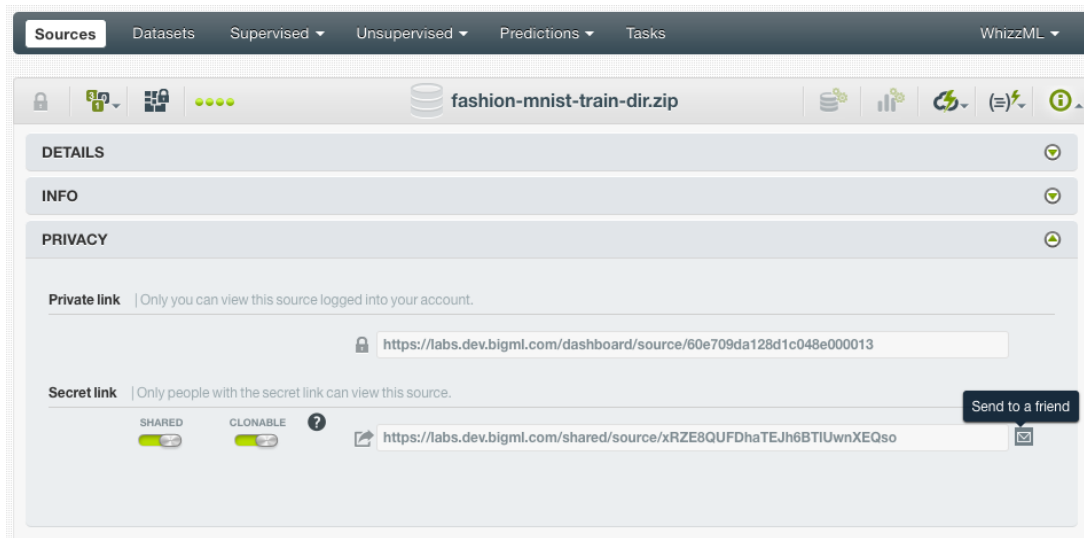 Sources Datasets Supervised Unsupervised Predictions Tasks WhizzML
fashion-mnist-train-dir.zip
DETAILS
INFO
PRIVACY
Private link | Only you can view this source logged into your account.
https://labs.dev.bigml.com/dashboard/source/60e709da128d1c048e000013
Secret link | Only people with the secret link can view this source.
Send to a friend
SHARED CLONABLE ?
https://labs.dev.bigml.com/shared/source/xRZE8QUFDhaTEJh6BTlUwnXEQso